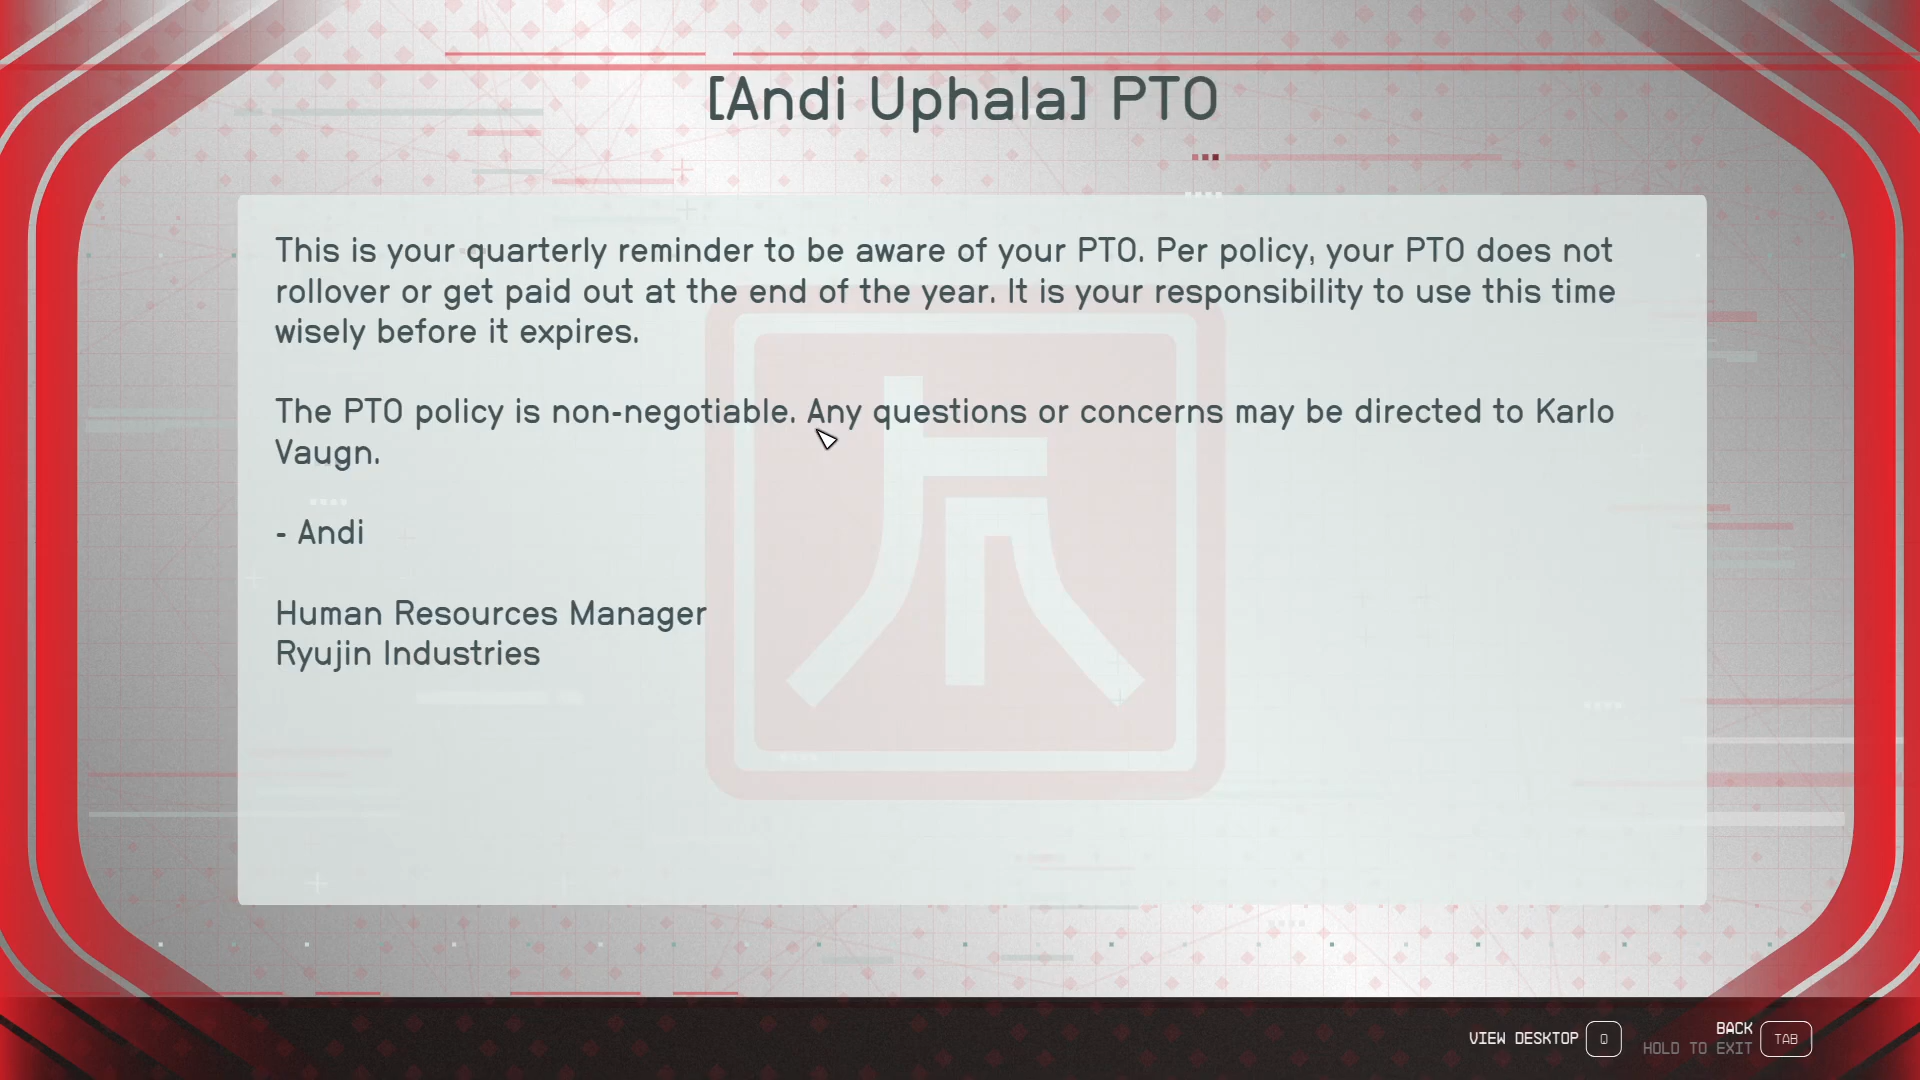 [Andi Uphala] PTO
This is your quarterly reminder to be aware of your PTO. Per policy, your PTO does not
rollover or get paid out at the end of the year. It is your responsibility to use this time
wisely before it expires.
The PTO policy is non-negotiable. Any questions or concerns may be directed to Karlo
Vaugn.
- Andi
Human Resources Manager
Ryujin Industries
VIEW DESKTOP Q
BACK
HOLD TO EXIT TAB